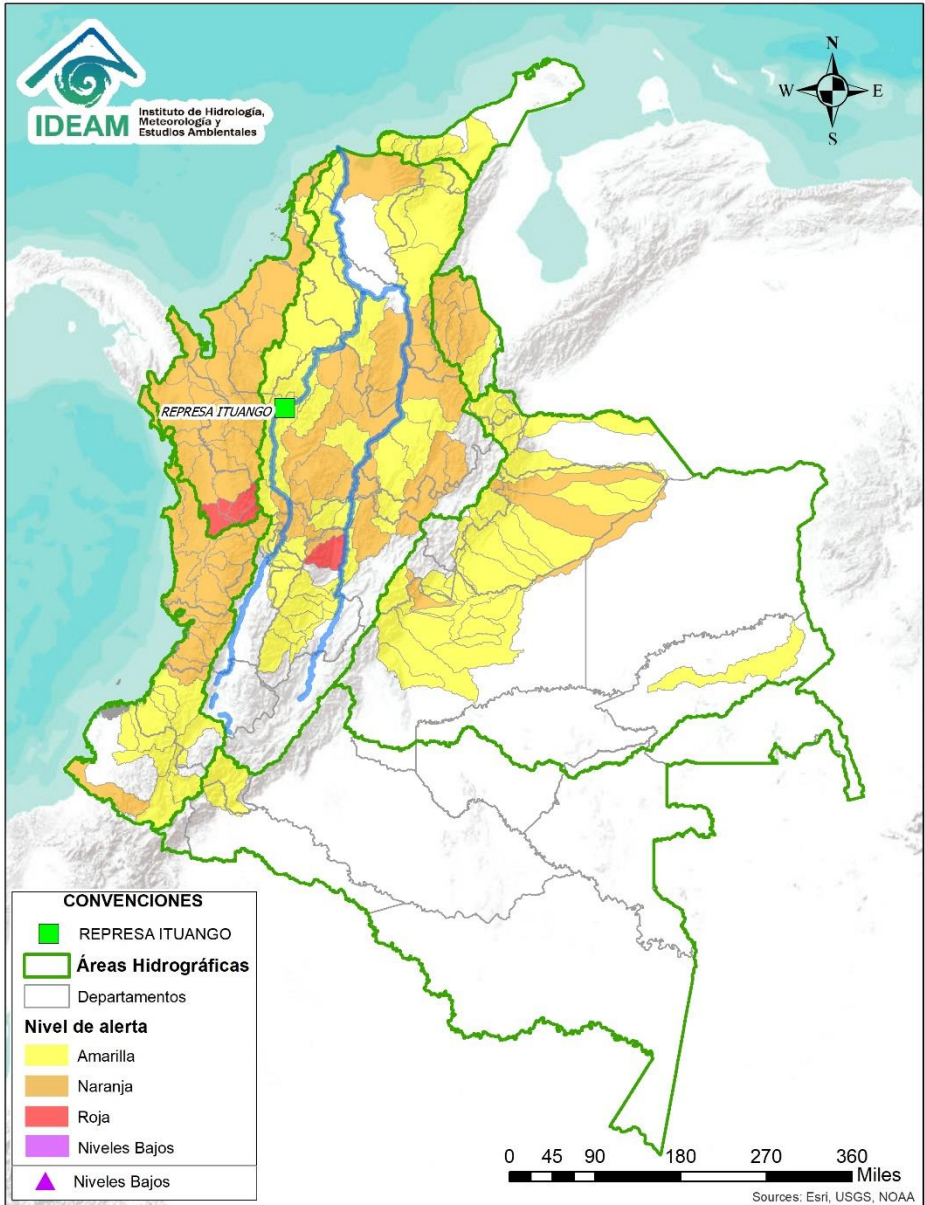 IDEAM
Instituto de Hidrología,
Meteorología y
Estudios Ambientales
N
W
E
S
REPRESA ITUANGO
CONVENCIONES
REPRESA ITUANGO
Áreas Hidrográficas
Departamentos
Nivel de alerta
Amarilla
Naranja
Roja
Niveles Bajos
Niveles Bajos
0 45 90 180 270 360
Miles
Sources: Esri, USGS, NOAA